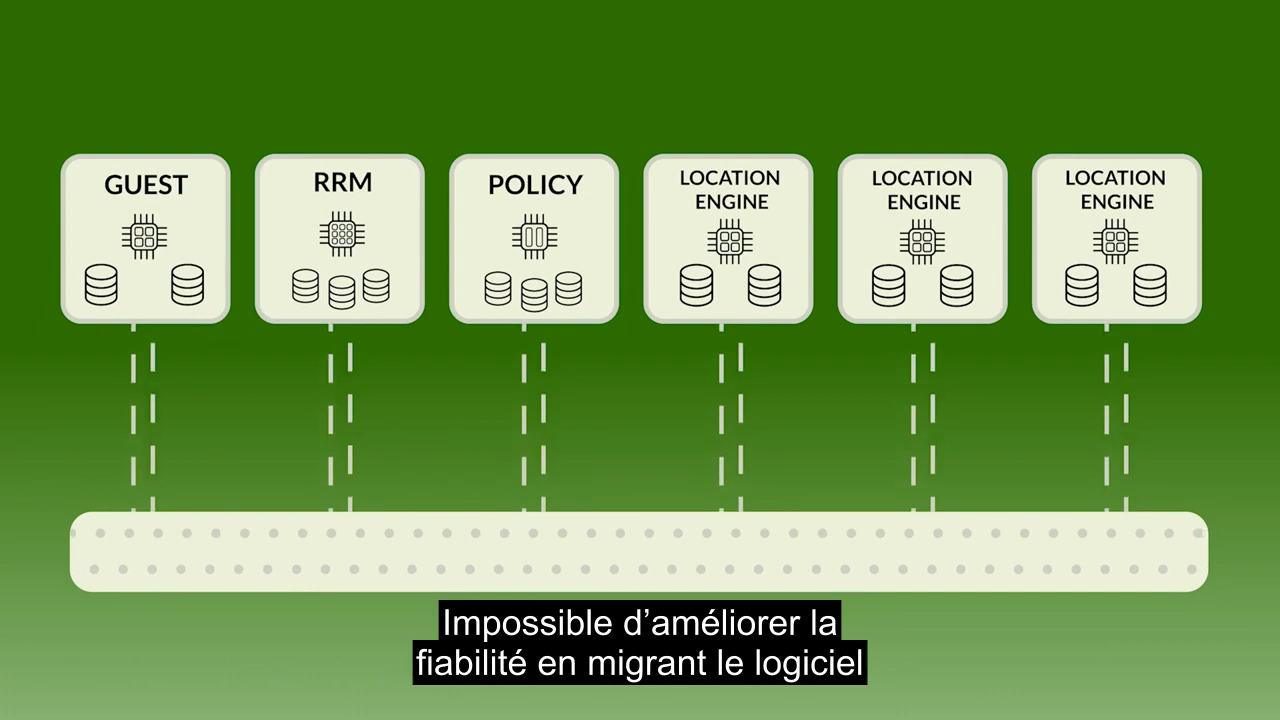 GUEST
RRM
POLICY
LOCATION
ENGINE
LOCATION
ENGINE
LOCATION
ENGINE
Impossible d’améliorer la
fiabilité en migrant le logiciel